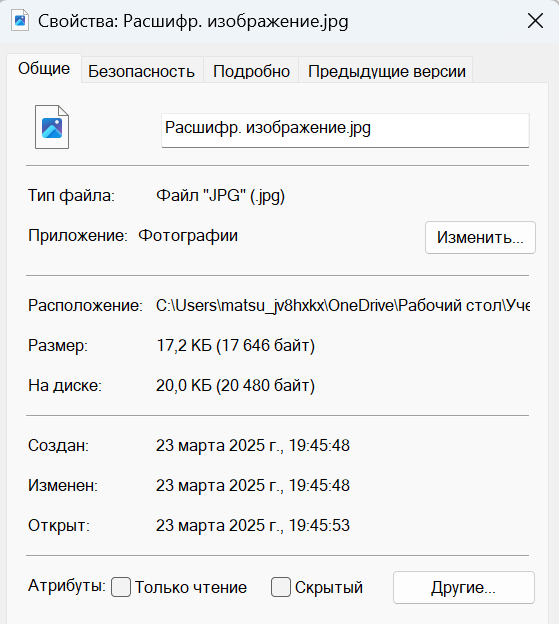 Свойства: Расшифр. изображение.jpg
Общие Безопасность Подробно Предыдущие версии
Расшифр. изображение.jpg
Тип файла: Файл "JPG" (.jpg)
Приложение: Фотографии Изменить...
Расположение: C:\Users\matsu_jv8hxkx\OneDrive\Рабочий стол\Уче
Размер: 17,2 КБ (17 646 байт)
На диске: 20,0 КБ (20 480 байт)
Создан: 23 марта 2025 г., 19:45:48
Изменен: 23 марта 2025 г., 19:45:48
Открыт: 23 марта 2025 г., 19:45:53
Атрибуты: Только чтение Скрытый Другие...